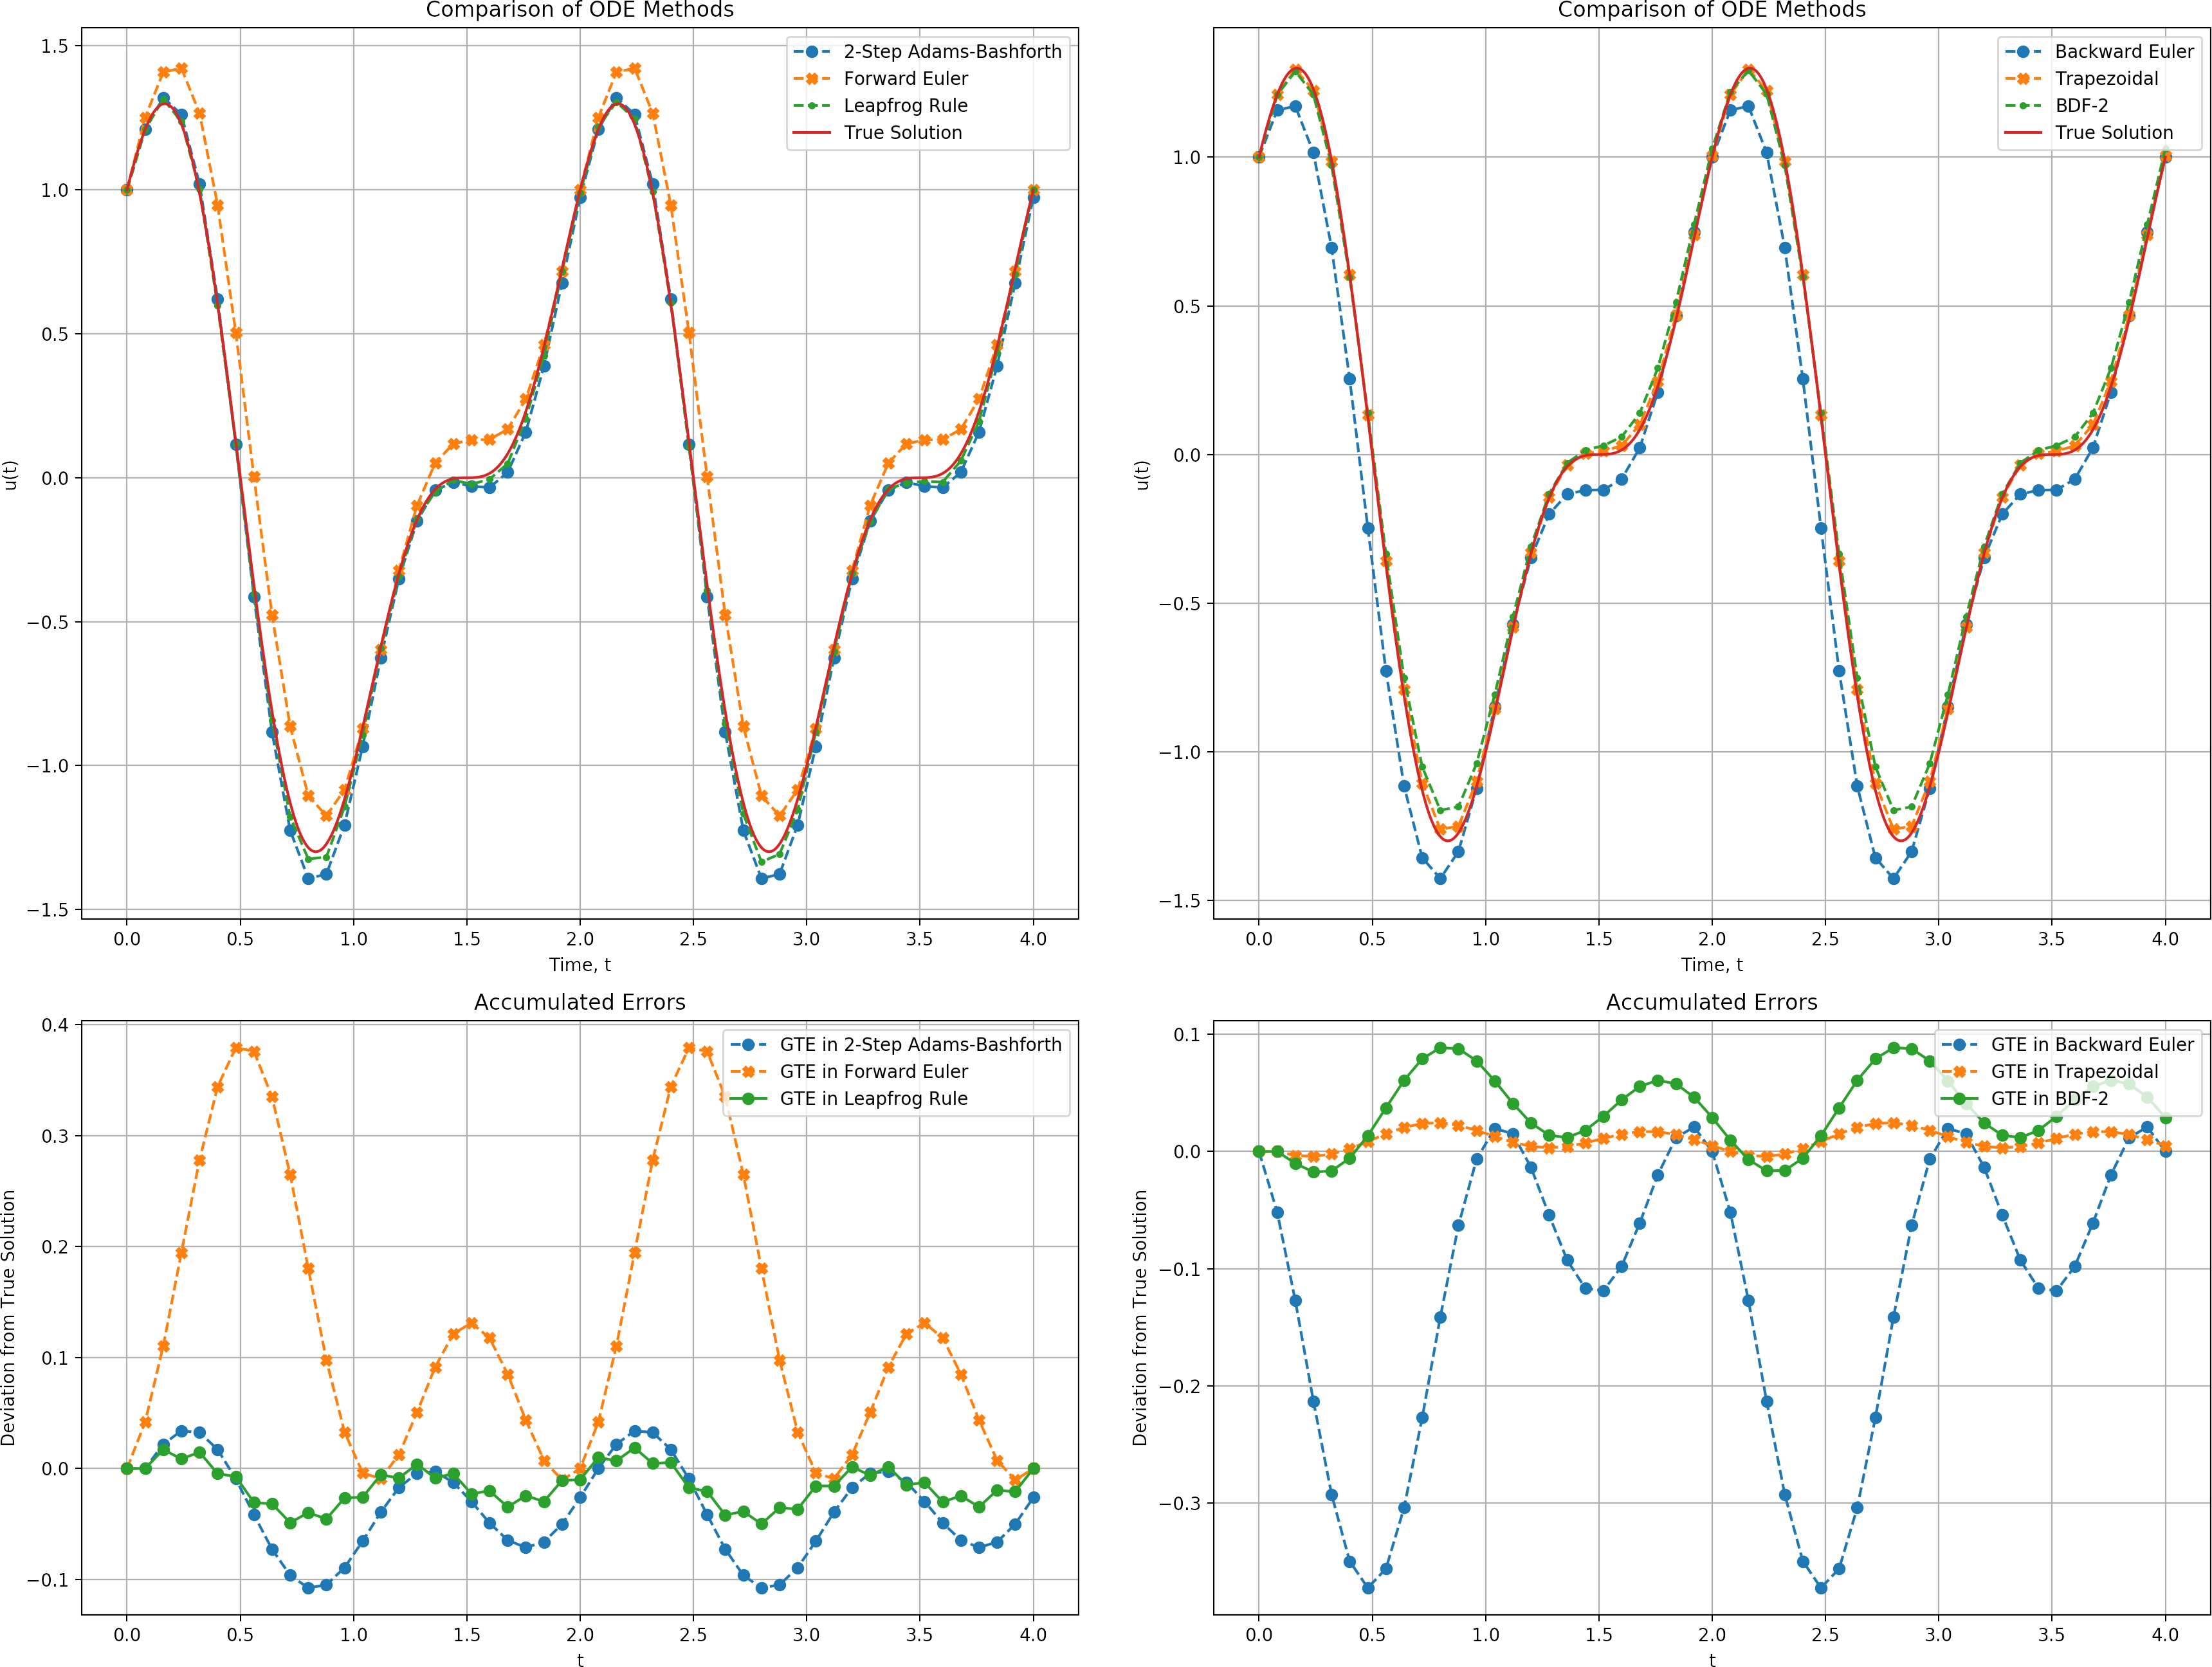 Comparison of ODE Methods
1.5
1.0
0.5
0.0
−0.5
−1.0
−1.5
u(t)
2-Step Adams-Bashforth
Forward Euler
Leapfrog Rule
True Solution
0.0 0.5 1.0 1.5 2.0 2.5 3.0 3.5 4.0
Time, t
Comparison of ODE Methods
1.0
0.5
0.0
−0.5
−1.0
−1.5
u(t)
Backward Euler
Trapezoidal
BDF-2
True Solution
0.0 0.5 1.0 1.5 2.0 2.5 3.0 3.5 4.0
Time, t
Accumulated Errors
0.4
0.3
0.2
0.1
0.0
−0.1
Deviation from True Solution
GTE in 2-Step Adams-Bashforth
GTE in Forward Euler
GTE in Leapfrog Rule
0.0 0.5 1.0 1.5 2.0 2.5 3.0 3.5 4.0
t
Accumulated Errors
0.1
0.0
−0.1
−0.2
−0.3
Deviation from True Solution
GTE in Backward Euler
GTE in Trapezoidal
GTE in BDF-2
0.0 0.5 1.0 1.5 2.0 2.5 3.0 3.5 4.0
t